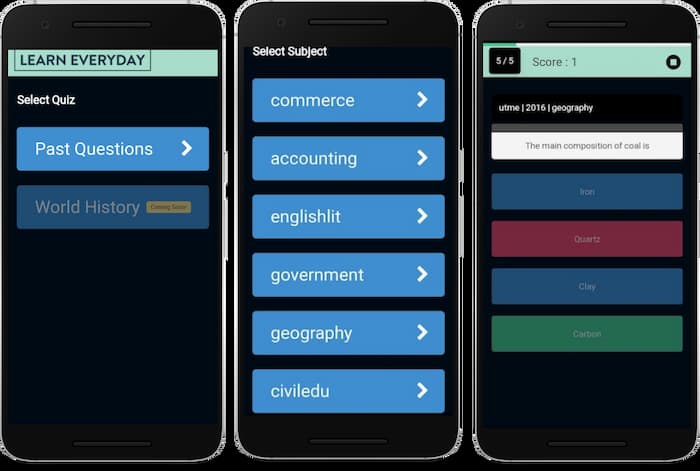 LEARN EVERYDAY
Select Quiz
Past Questions
World History
Coming Soon
Select Subject
commerce
accounting
englishlit
government
geography
civiledu
5 / 5
Score : 1
utme | 2016 | geography
The main composition of coal is
Iron
Quartz
Clay
Carbon